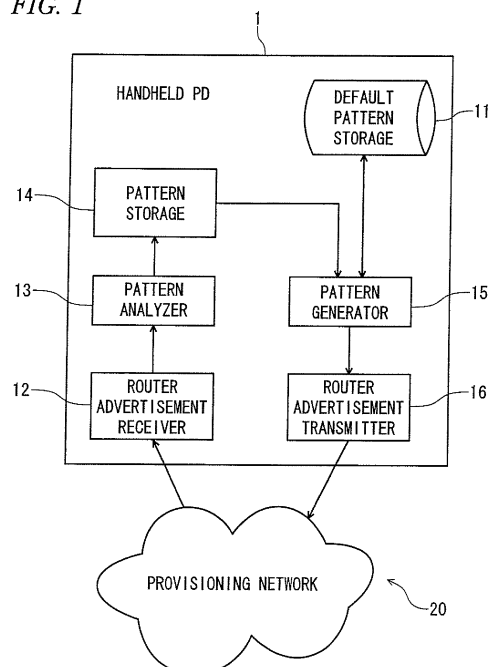 FIG. 1
1
HANDHELD PD
DEFAULT
PATTERN
STORAGE
11
14
PATTERN
STORAGE
13
PATTERN
ANALYZER
PATTERN
GENERATOR
15
12
ROUTER
ADVERTISEMENT
RECEIVER
ROUTER
ADVERTISEMENT
TRANSMITTER
16
PROVISIONING NETWORK
20